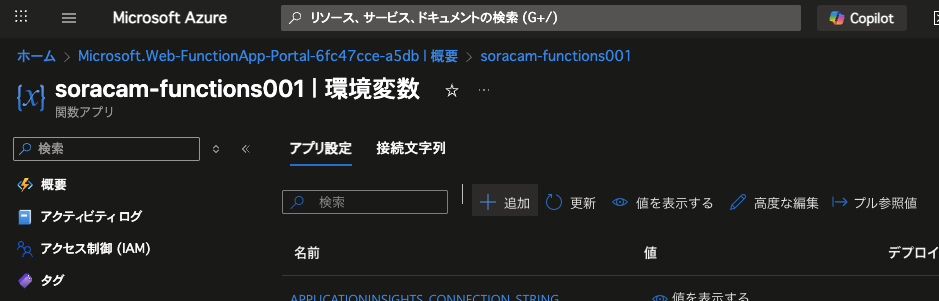 Microsoft Azure
リソース、サービス、ドキュメントの検索 (G+/)
Copilot
ホーム > Microsoft.Web-FunctionApp-Portal-6fc47cce-a5db | 概要 > soracam-functions001
soracam-functions001 | 環境変数
関数アプリ
検索
概要
アクティビティ ログ
アクセス制御 (IAM)
タグ
アプリ設定 接続文字列
検索
追加 更新 値を表示する 高度な編集 プル参照値
名前 値 デプロイ
APPLICATIONINSIGHTS_CONNECTION_STRING 値を表示する